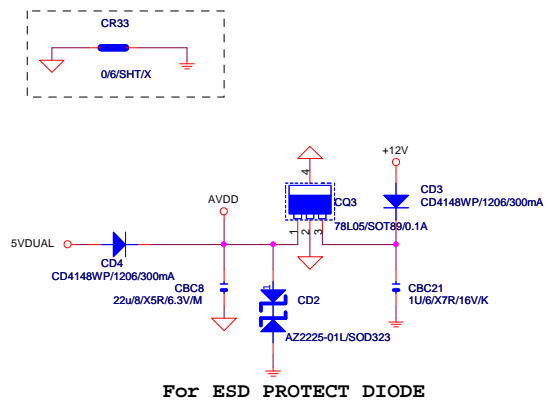 CR33
0/6/SHT/X
+12V
4
CD3
CD4148WP/1206/300mA
CQ3
78L05/SOT89/0.1A
AVDD
1 2 3
5VDUAL
CD4
CD4148WP/1206/300mA
CBC8
22u/8/X5R/6.3V/M
1
CD2
CBC21
1U/6/X7R/16V/K
AZ2225-01L/SOD323
For ESD PROTECT DIODE